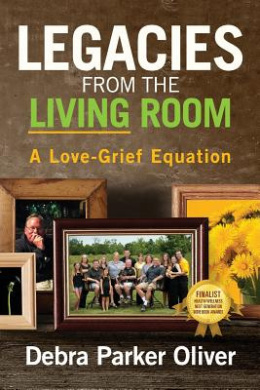 LEGACIES
FROM THE
LIVING ROOM
A Love-Grief Equation
FINALIST
Debra Parker Oliver